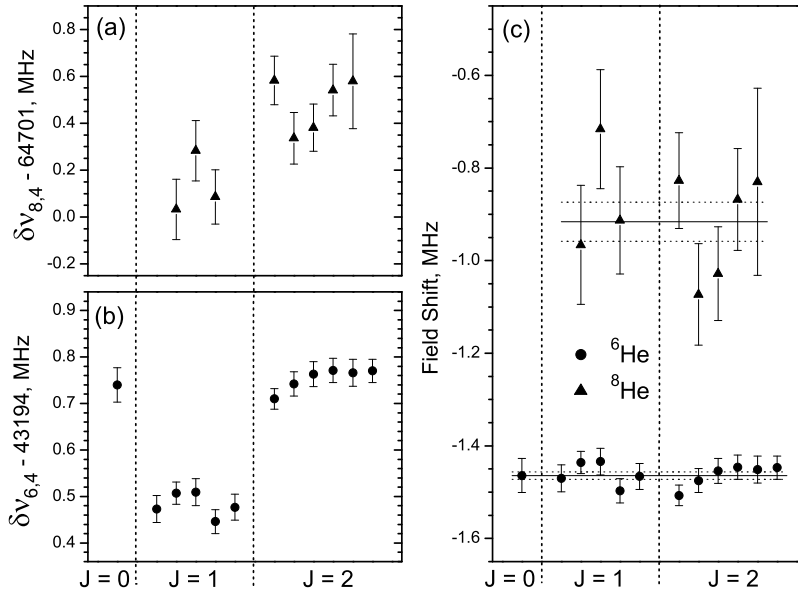 (a)
0.8
0.6
0.4
0.2
0.0
-0.2
δν8,4 - 64701, MHz
(b)
0.9
0.8
0.7
0.6
0.5
0.4
δν6,4 - 43194, MHz
J = 0
J = 1
J = 2
(c)
-0.6
-0.8
-1.0
-1.2
-1.4
-1.6
Field Shift, MHz
6He
8He
J = 0
J = 1
J = 2